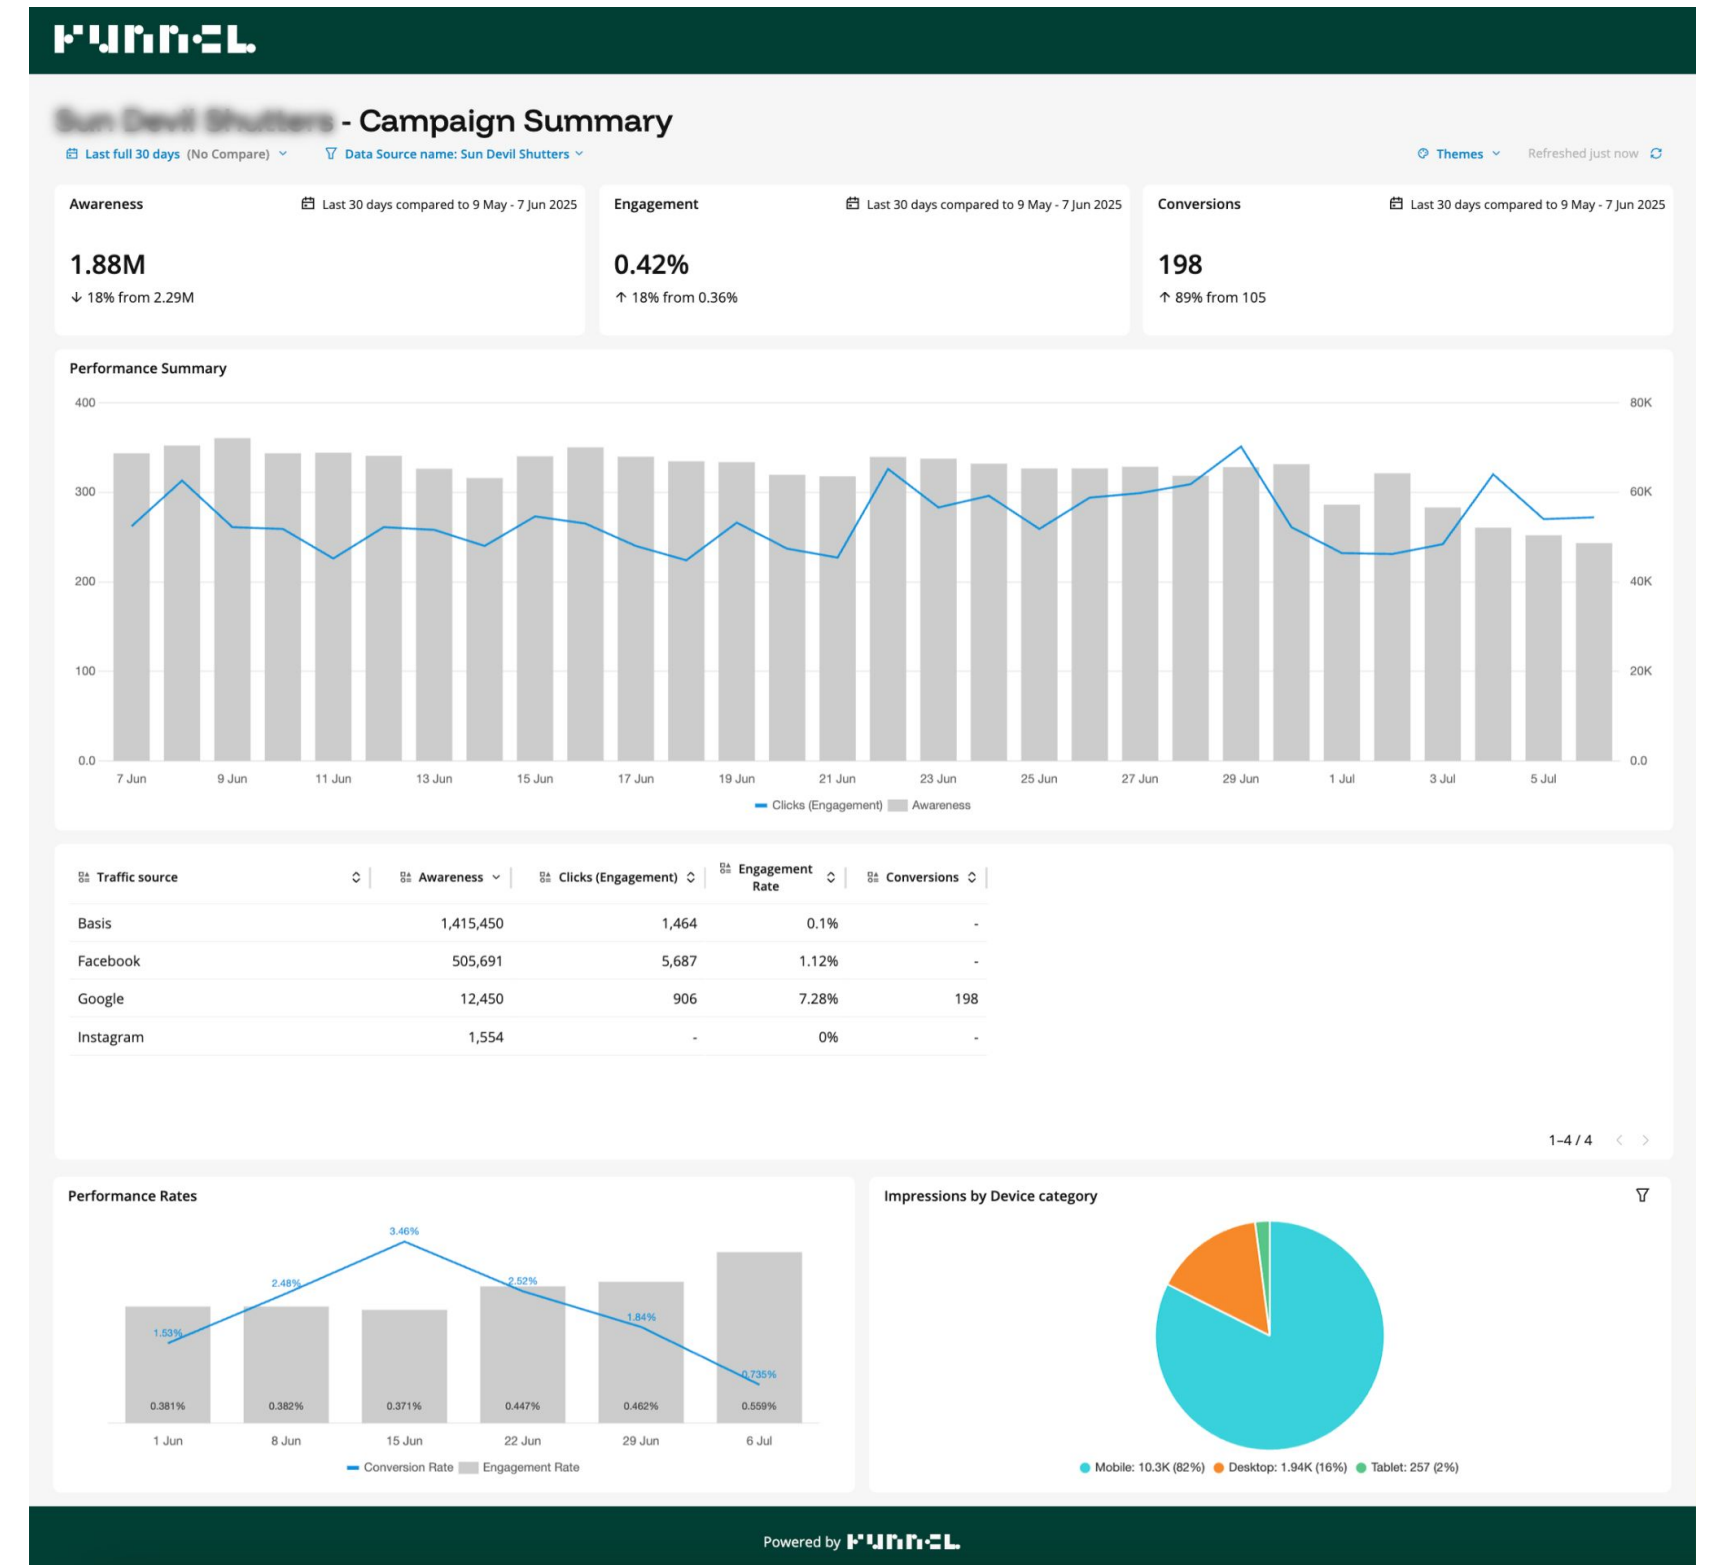 Funnel
Sun Devil Shutters - Campaign Summary
Last full 30 days (No Compare) Data Source name: Sun Devil Shutters Themes Refreshed just now
Awareness Last 30 days compared to 9 May - 7 Jun 2025
1.88M
↓ 18% from 2.29M
Engagement Last 30 days compared to 9 May - 7 Jun 2025
0.42%
↑ 18% from 0.36%
Conversions Last 30 days compared to 9 May - 7 Jun 2025
198
↑ 89% from 105
Performance Summary
400 80K
300 60K
200 40K
100 20K
0.0 0.0
7 Jun 9 Jun 11 Jun 13 Jun 15 Jun 17 Jun 19 Jun 21 Jun 23 Jun 25 Jun 27 Jun 29 Jun 1 Jul 3 Jul 5 Jul
Clicks (Engagement) Awareness
Traffic source Awareness Clicks (Engagement) Engagement Rate Conversions
Basis 1,415,450 1,464 0.1% -
Facebook 505,691 5,687 1.12% -
Google 12,450 906 7.28% 198
Instagram 1,554 - 0% -
1–4 / 4
Performance Rates
3.46%
2.48% 2.52%
1.53% 1.84%
0.735%
0.381% 0.382% 0.371% 0.447% 0.462% 0.559%
1 Jun 8 Jun 15 Jun 22 Jun 29 Jun 6 Jul
Conversion Rate Engagement Rate
Impressions by Device category
Mobile: 10.3K (82%) Desktop: 1.94K (16%) Tablet: 257 (2%)
Powered by Funnel